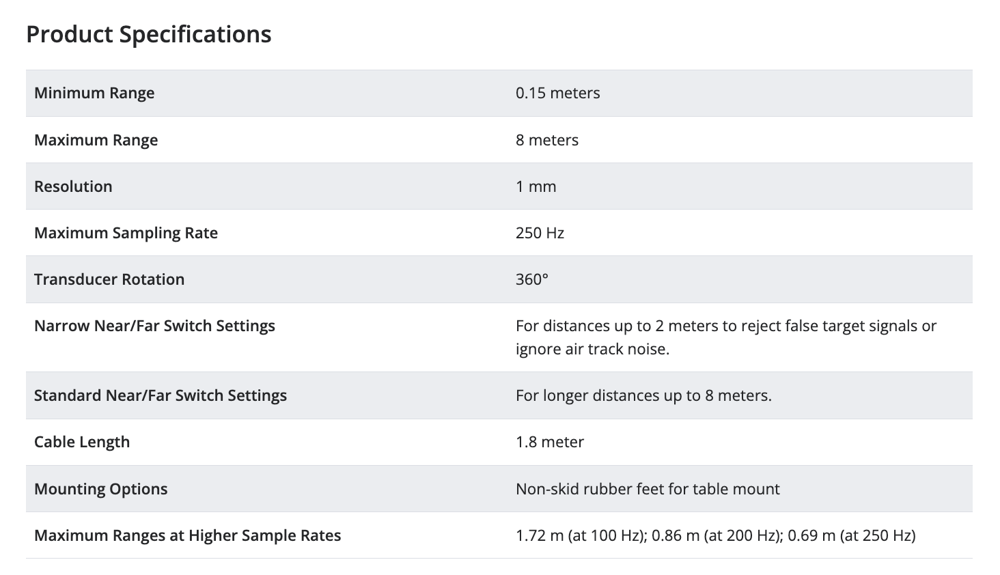 Product Specifications
Minimum Range 0.15 meters
Maximum Range 8 meters
Resolution 1 mm
Maximum Sampling Rate 250 Hz
Transducer Rotation 360°
Narrow Near/Far Switch Settings For distances up to 2 meters to reject false target signals or
ignore air track noise.
Standard Near/Far Switch Settings For longer distances up to 8 meters.
Cable Length 1.8 meter
Mounting Options Non-skid rubber feet for table mount
Maximum Ranges at Higher Sample Rates 1.72 m (at 100 Hz); 0.86 m (at 200 Hz); 0.69 m (at 250 Hz)